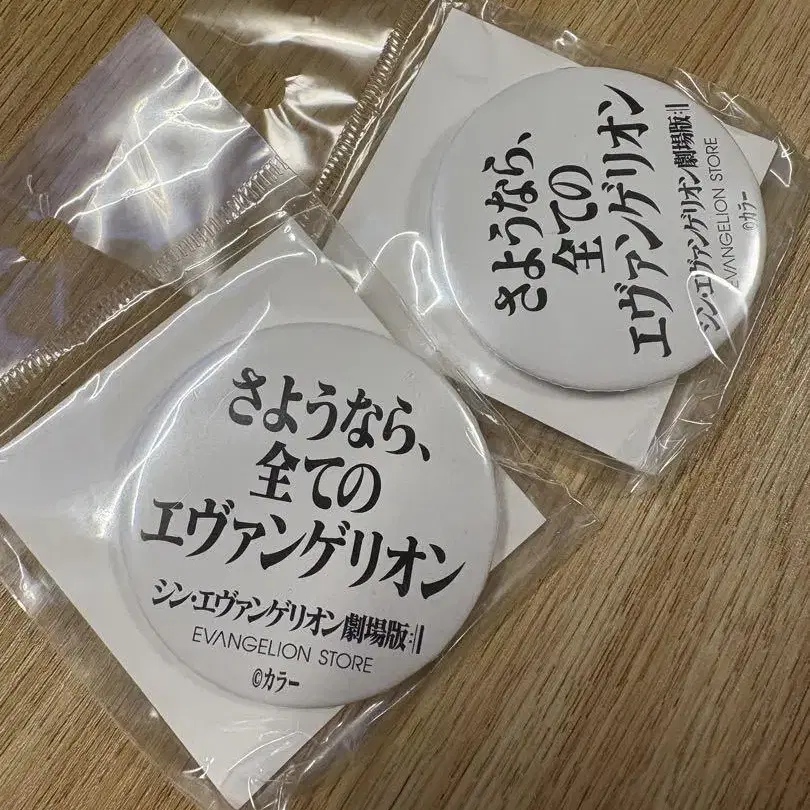 さようなら、
全ての
エヴァンゲリオン
シン・エヴァンゲリオン劇場版:||
EVANGELION STORE
©カラー
さようなら、
全ての
エヴァンゲリオン
シン・エヴァンゲリオン劇場版:||
EVANGELION STORE
©カラー